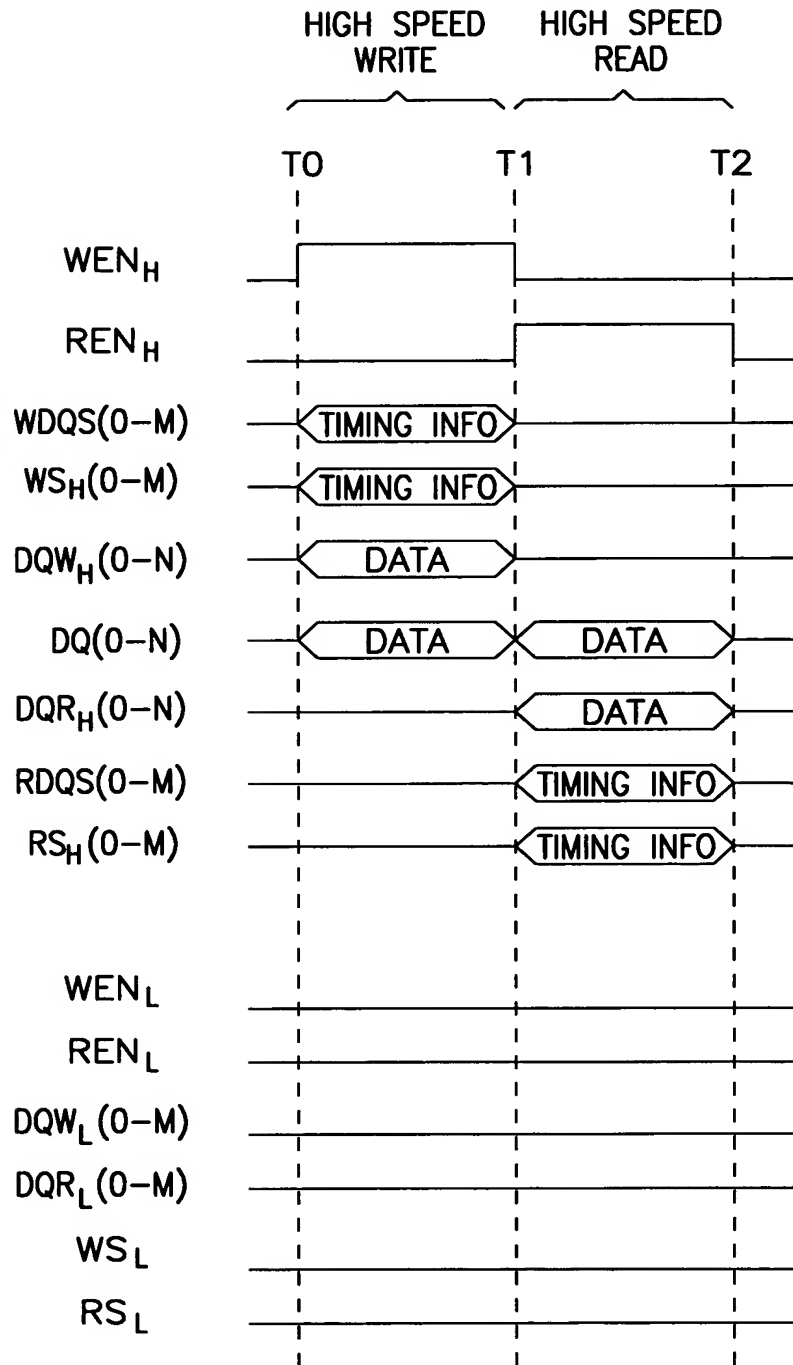 HIGH SPEED HIGH SPEED
WRITE READ
T0 T1 T2
WEN_H
REN_H
WDQS(0-M) TIMING INFO
WS_H(0-M) TIMING INFO
DQW_H(0-N) DATA
DQ(0-N) DATA DATA
DQR_H(0-N) DATA
RDQS(0-M) TIMING INFO
RS_H(0-M) TIMING INFO
WEN_L
REN_L
DQW_L(0-M)
DQR_L(0-M)
WS_L
RS_L